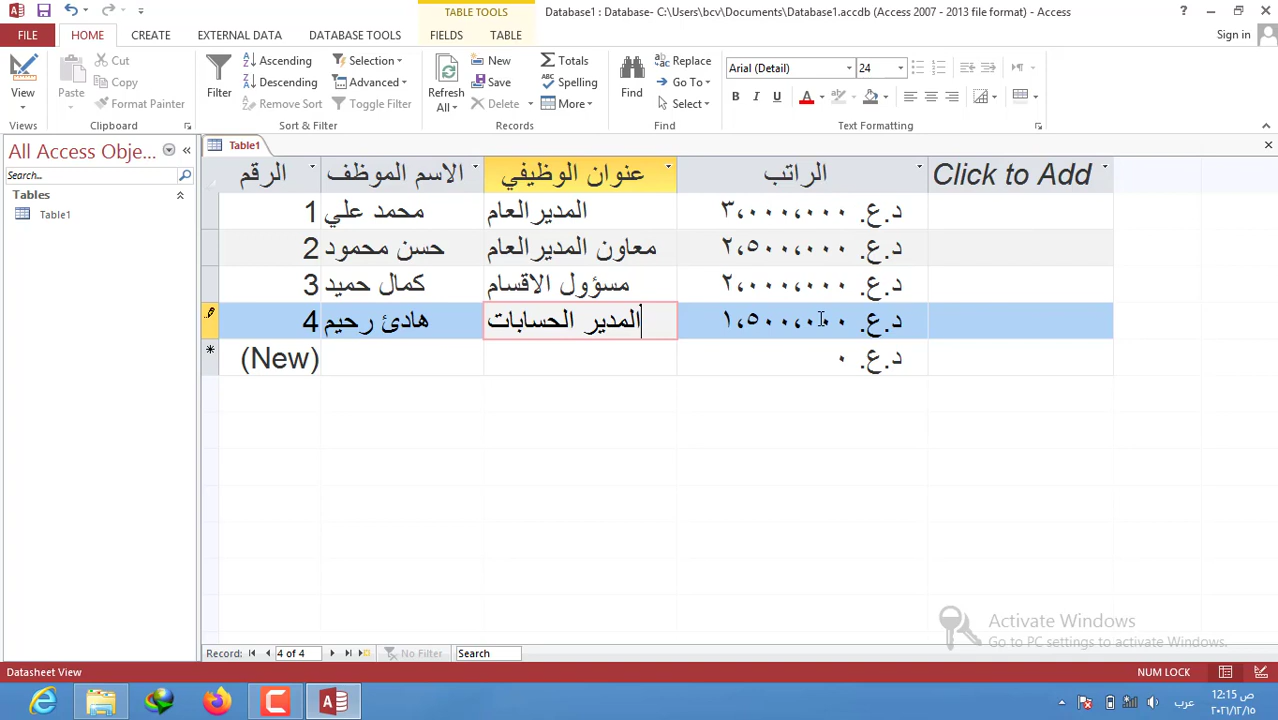 TABLE TOOLS
Database1 : Database- C:\Users\bcv\Documents\Database1.accdb (Access 2007 - 2013 file format) - Access
FILE HOME CREATE EXTERNAL DATA DATABASE TOOLS FIELDS TABLE
Sign in
View
Views
Paste
Cut
Copy
Format Painter
Clipboard
Filter
Ascending
Descending
Remove Sort
Selection
Advanced
Toggle Filter
Sort & Filter
Refresh All
New
Save
Delete
Totals
Spelling
More
Records
Find
Replace
Go To
Select
Find
Arial (Detail) 24
B I U A
Text Formatting
All Access Obje...
Search...
Tables
Table1
Table1
الرقم الاسم الموظف عنوان الوظيفي الراتب Click to Add
1 محمد علي المديرالعام د.ع. ٣،٠٠٠،٠٠٠
2 حسن محمود معاون المديرالعام د.ع. ٢،٥٠٠،٠٠٠
3 كمال حميد مسؤول الاقسام د.ع. ٢،٠٠٠،٠٠٠
4 هادئ رحيم المدير الحسابات د.ع. ١،٥٠٠،٠٠٠
(New) د.ع. ٠
Activate Windows
Go to PC settings to activate Windows.
Record: 4 of 4 No Filter Search
Datasheet View
NUM LOCK
عرب
12:15 ص
٢٠٢١/١٢/١٥